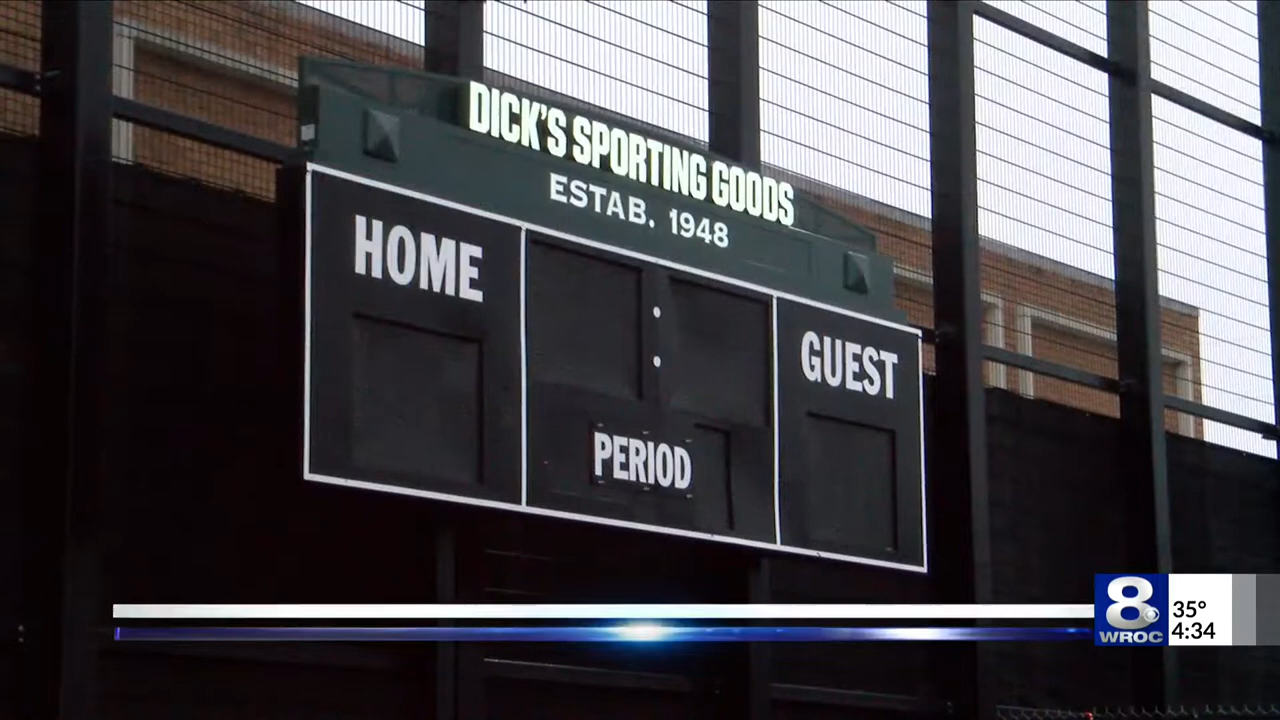 DICK'S SPORTING GOODS
ESTAB. 1948
HOME
:
GUEST
PERIOD
8
WROC
35°
4:34